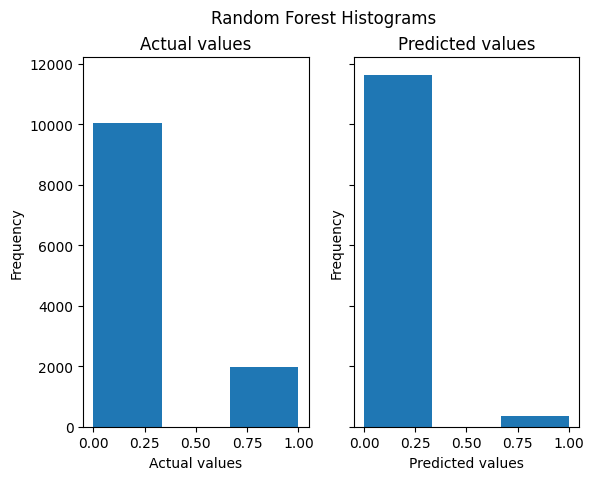 Random Forest Histograms
Actual values
Predicted values
12000
10000
8000
6000
4000
2000
0
Frequency
Frequency
0.00 0.25 0.50 0.75 1.00
0.00 0.25 0.50 0.75 1.00
Actual values
Predicted values